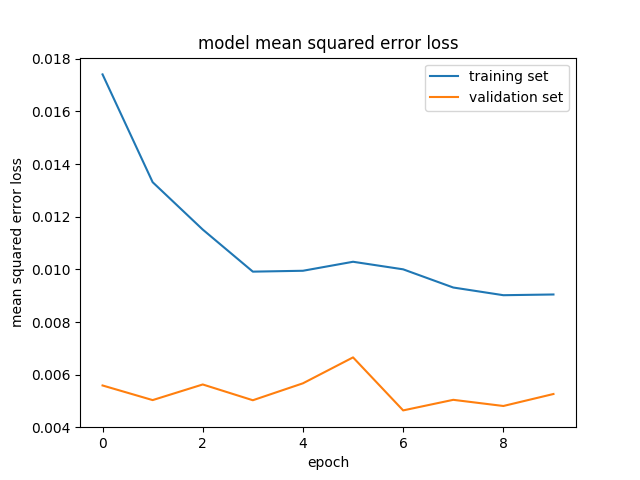 model mean squared error loss
training set
validation set
mean squared error loss
0.018
0.016
0.014
0.012
0.010
0.008
0.006
0.004
0 2 4 6 8
epoch